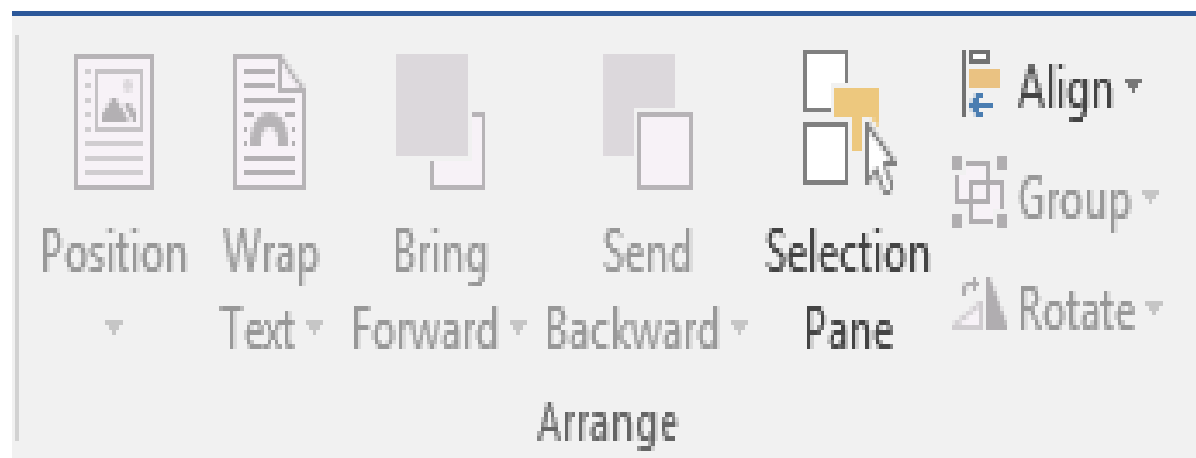 Position
Wrap
Text
Bring
Forward
Send
Backward
Selection
Pane
Align
Group
Rotate
Arrange